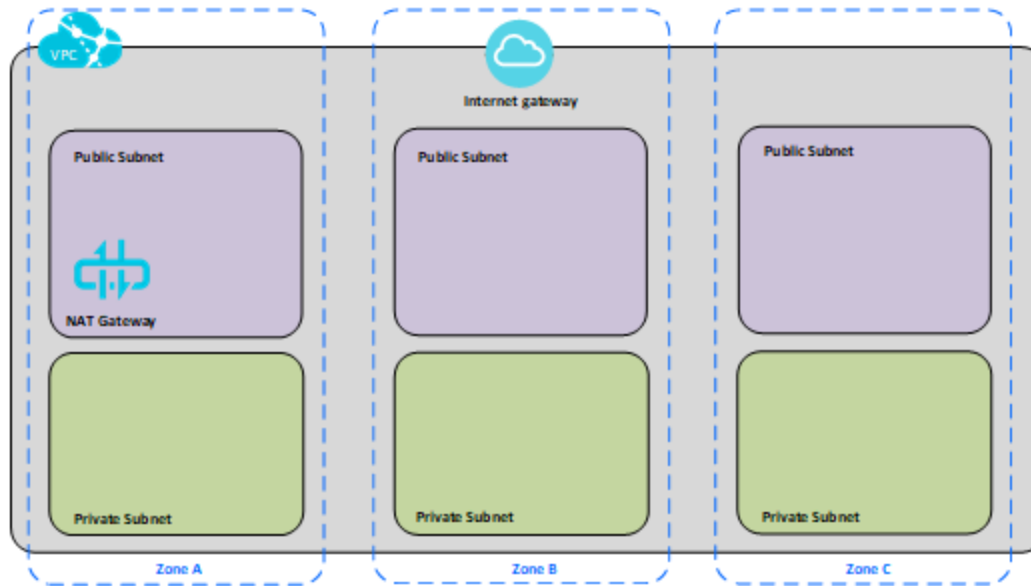 VPC
Internet gateway
Public Subnet
Public Subnet
Public Subnet
NAT Gateway
Private Subnet
Private Subnet
Private Subnet
Zone A
Zone B
Zone C